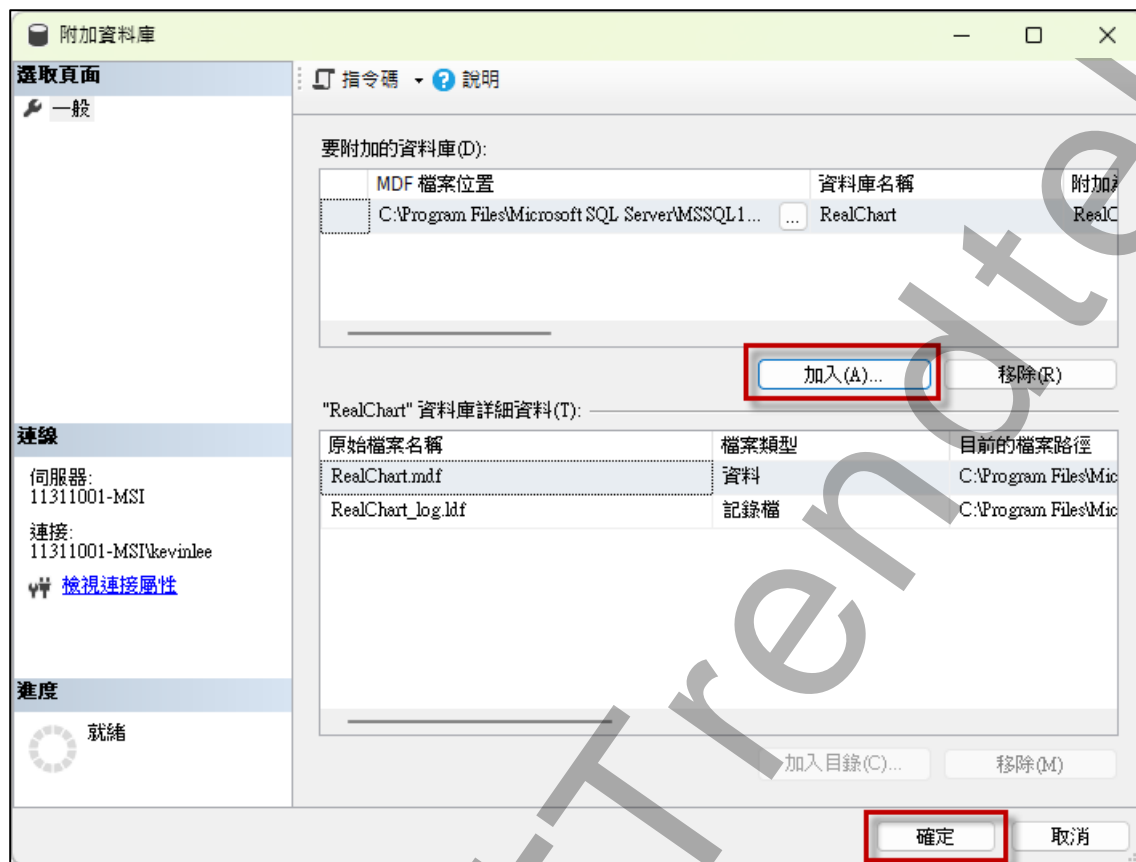 附加資料庫
選取頁面
一般
指令碼
說明
要附加的資料庫(D):
MDF 檔案位置 資料庫名稱 附加
C:\Program Files\Microsoft SQL Server\MSSQL1... ... RealChart RealC
加入(A)... 移除(R)
"RealChart" 資料庫詳細資料(T):
原始檔案名稱 檔案類型 目前的檔案路徑
RealChart.mdf 資料 C:\Program Files\Mic
RealChart_log.ldf 記錄檔 C:\Program Files\Mic
加入目錄(C)... 移除(M)
連線
伺服器:
11311001-MSI
連接:
11311001-MSI\kevinlee
檢視連接屬性
進度
就緒
確定 取消
-Trendte